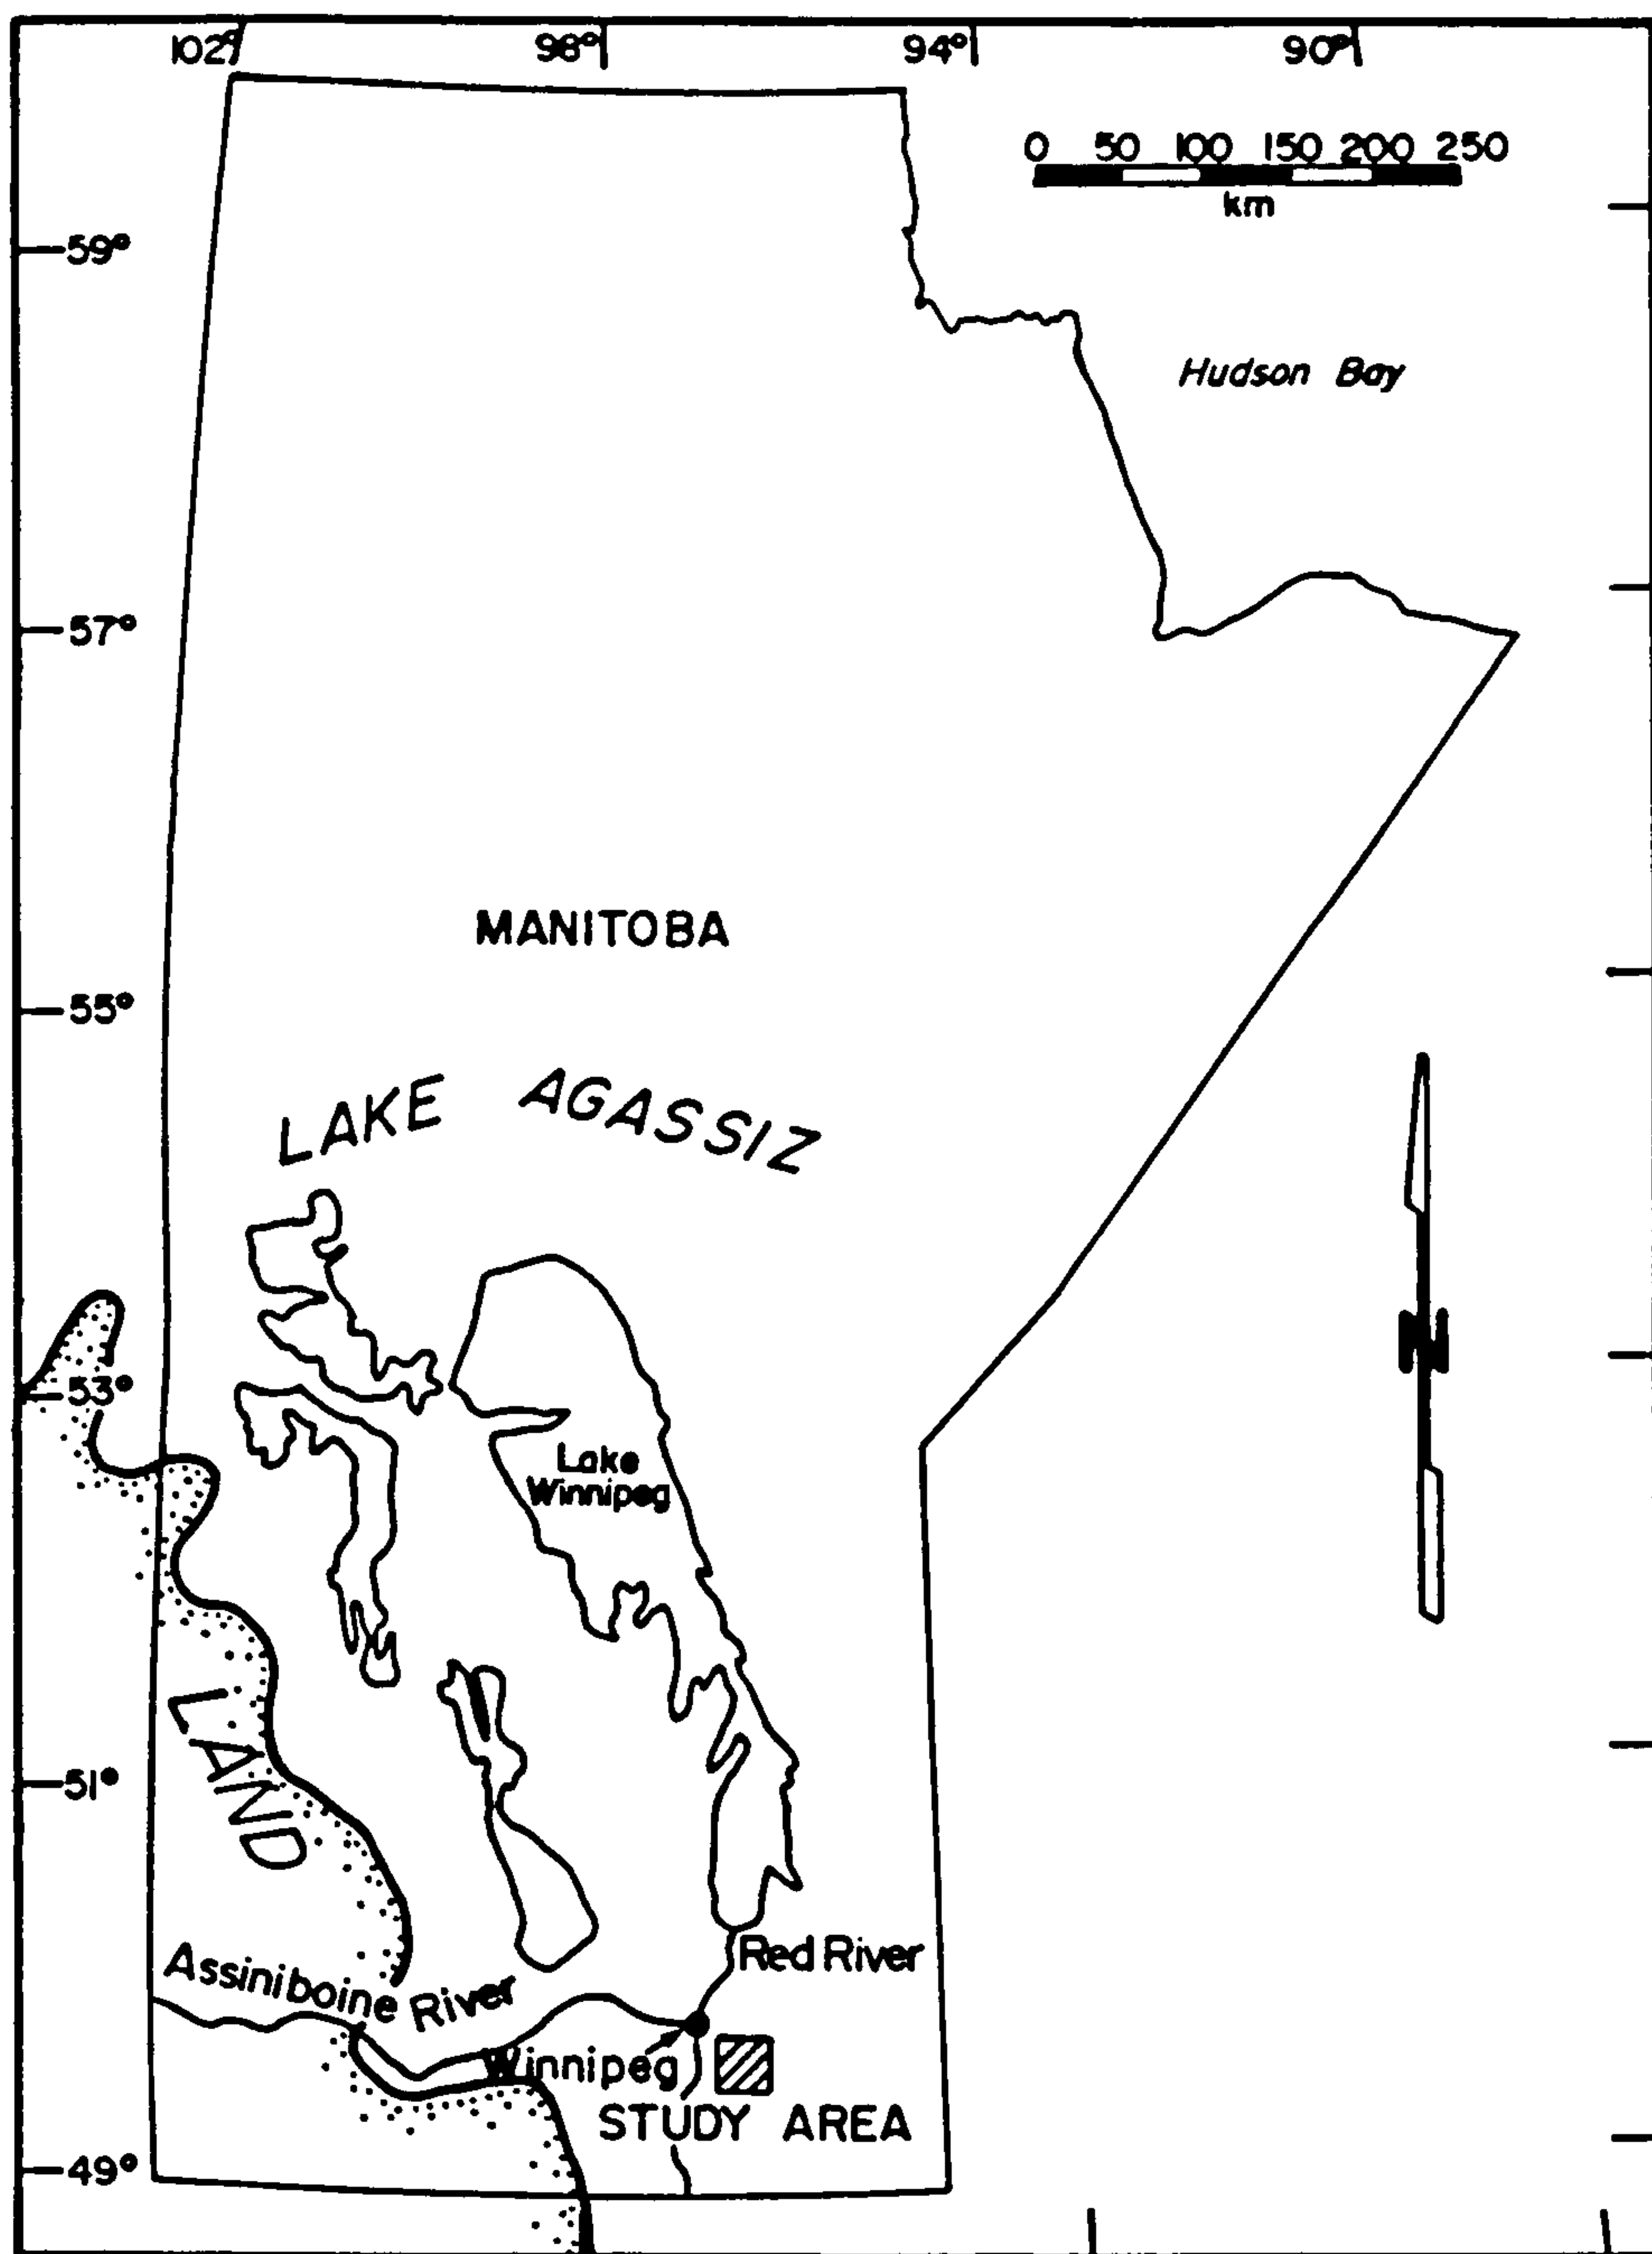 102° 98° 94° 90°
0 50 100 150 200 250
km
59°
Hudson Bay
57°
MANITOBA
55°
LAKE AGASSIZ
N
53°
Lake
Winnipeg
LAND
51°
Red River
Assiniboine River
Winnipeg
STUDY AREA
49°